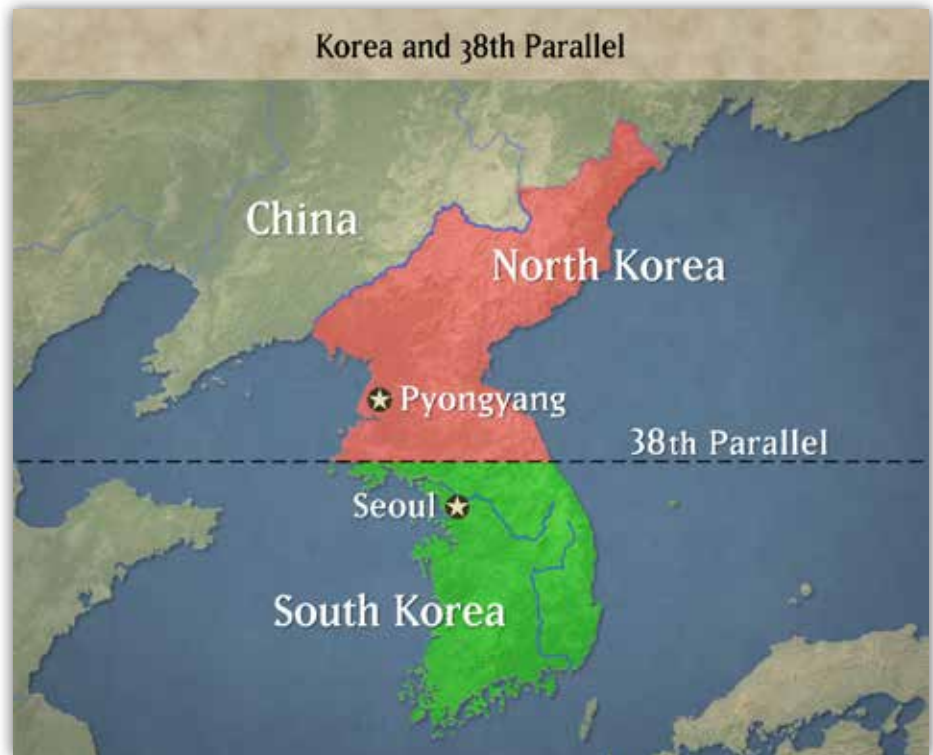 Korea and 38th Parallel
China
North Korea
Pyongyang
38th Parallel
Seoul
South Korea